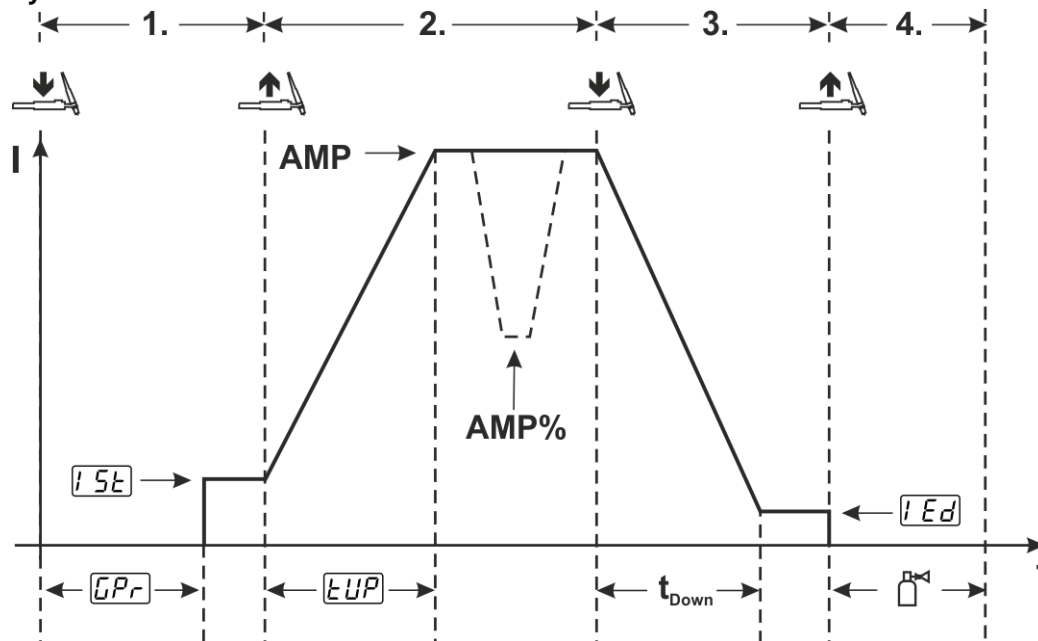 1. 2. 3. 4.
I
AMP
AMP%
I St
I Ed
GPr
tUP
tDown